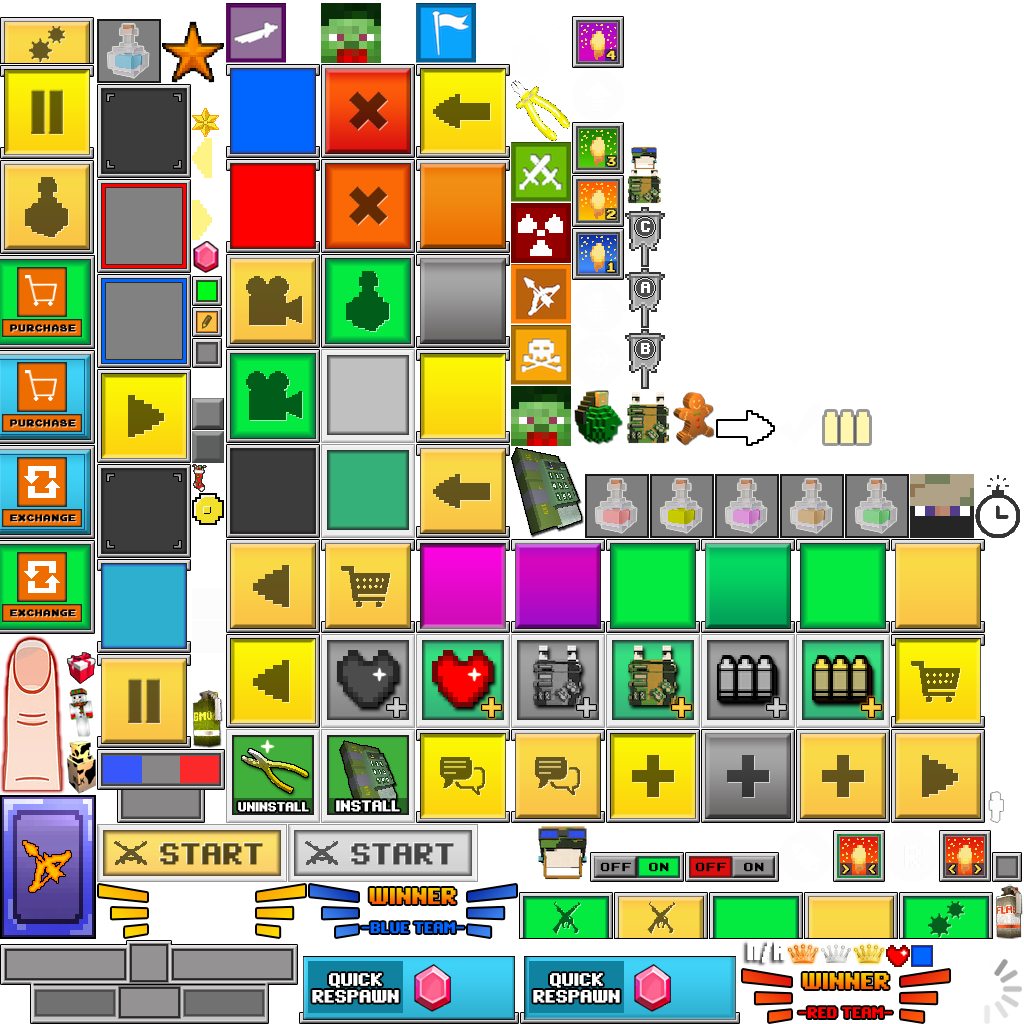 4
3
2
1
C
A
B
PURCHASE
PURCHASE
EXCHANGE
EXCHANGE
UNINSTALL
INSTALL
START
START
OFF ON
OFF ON
WINNER
-BLUE TEAM-
QUICK
RESPAWN
QUICK
RESPAWN
WINNER
-RED TEAM-